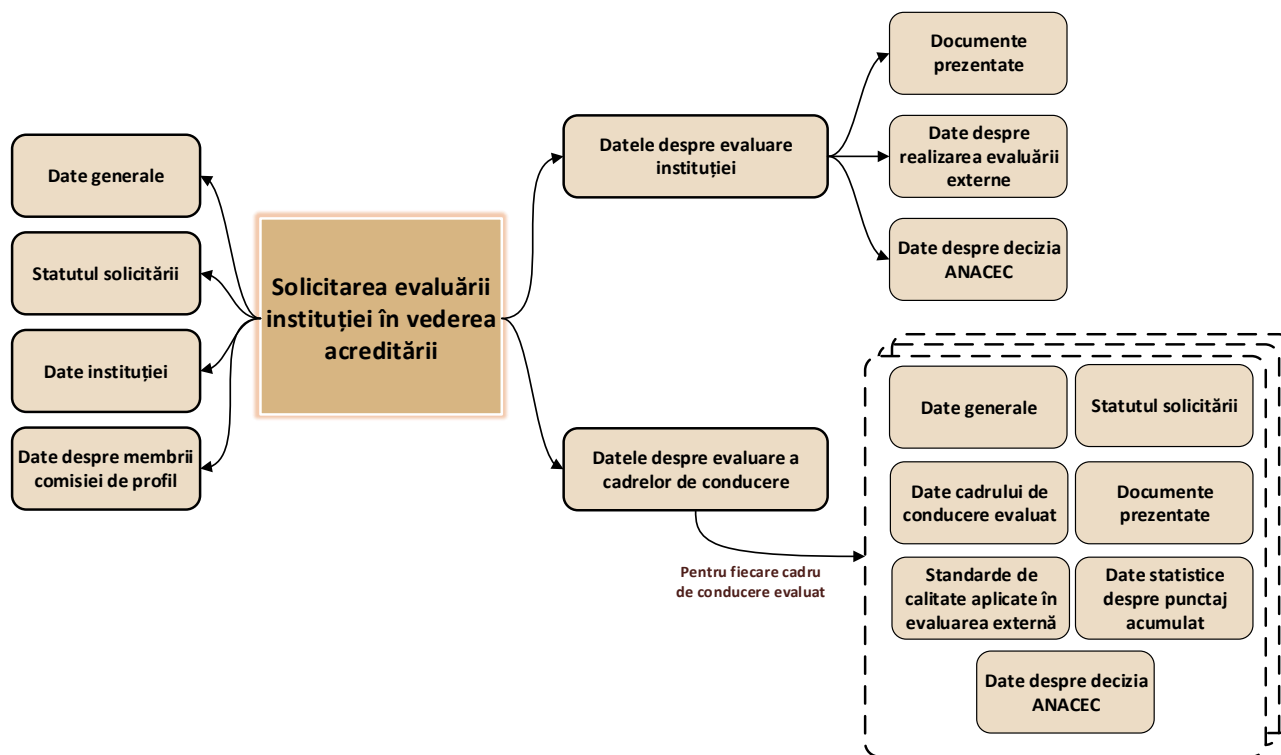 Date generale
Statutul solicitării
Date instituției
Date despre membrii
comisiei de profil
Solicitarea evaluării
instituției în vederea
acreditării
Datele despre evaluare
instituției
Documente
prezentate
Date despre
realizarea evaluării
externe
Date despre decizia
ANACEC
Datele despre evaluare a
cadrelor de conducere
Pentru fiecare cadru
de conducere evaluat
Date generale
Statutul solicitării
Date cadrului de
conducere evaluat
Documente
prezentate
Standarde de
calitate aplicate în
evaluarea externă
Date statistice
despre punctaj
acumulat
Date despre decizia
ANACEC